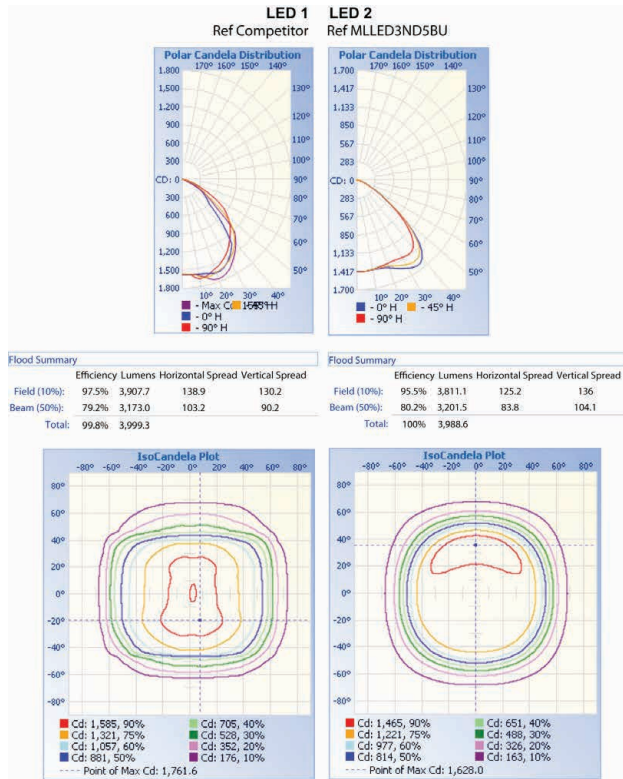 LED 1 LED 2
Ref Competitor Ref MLLED3ND5BU
Polar Candela Distribution
170° 160° 150° 140°
1.800
1,500
1.200
900
600
300
CD: 0
300
600
900
1.200
1.500
1.800
130°
120°
110°
100°
90°
80°
70°
60°
50°
10° 20° 30° 40°
- 0° H
- 90° H
Polar Candela Distribution
170° 160° 150° 140°
1.700
1,417
1.133
850
567
283
CD: 0
283
567
850
1.133
1.417
1.700
130°
120°
110°
100°
90°
80°
70°
60°
50°
10° 20° 30° 40°
- 0° H - 45° H
- 90° H
Flood Summary
Efficiency Lumens Horizontal Spread Vertical Spread
Field (10%): 97.5% 3,907.7 138.9 130.2
Beam (50%): 79.2% 3,173.0 103.2 90.2
Total: 99.8% 3,999.3
Flood Summary
Efficiency Lumens Horizontal Spread Vertical Spread
Field (10%): 95.5% 3,811.1 125.2 136
Beam (50%): 80.2% 3,201.5 83.8 104.1
Total: 100% 3,988.6
IsoCandela Plot
-80° -60° -40° -20° 0° 20° 40° 60° 80°
80°
60°
40°
20°
0°
-20°
-40°
-60°
-80°
Cd: 1,585, 90% Cd: 705, 40%
Cd: 1,321, 75% Cd: 528, 30%
Cd: 1,057, 60% Cd: 352, 20%
Cd: 881, 50% Cd: 176, 10%
---- Point of Max Cd: 1,761.6
IsoCandela Plot
-80° -60° -40° -20° 0° 20° 40° 60° 80°
80°
60°
40°
20°
0°
-20°
-40°
-60°
-80°
Cd: 1,465, 90% Cd: 651, 40%
Cd: 1,221, 75% Cd: 488, 30%
Cd: 977, 60% Cd: 326, 20%
Cd: 814, 50% Cd: 163, 10%
---- Point of Max Cd: 1,628.0